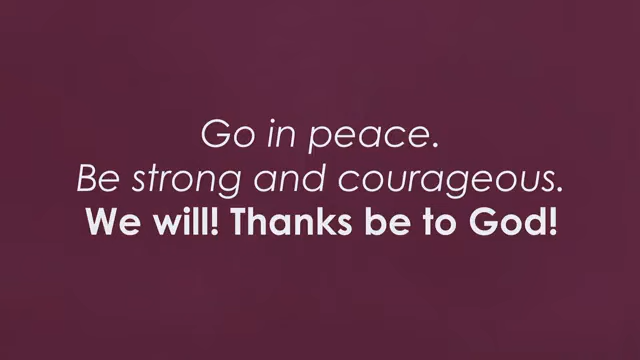 Go in peace.
Be strong and courageous.
We will! Thanks be to God!